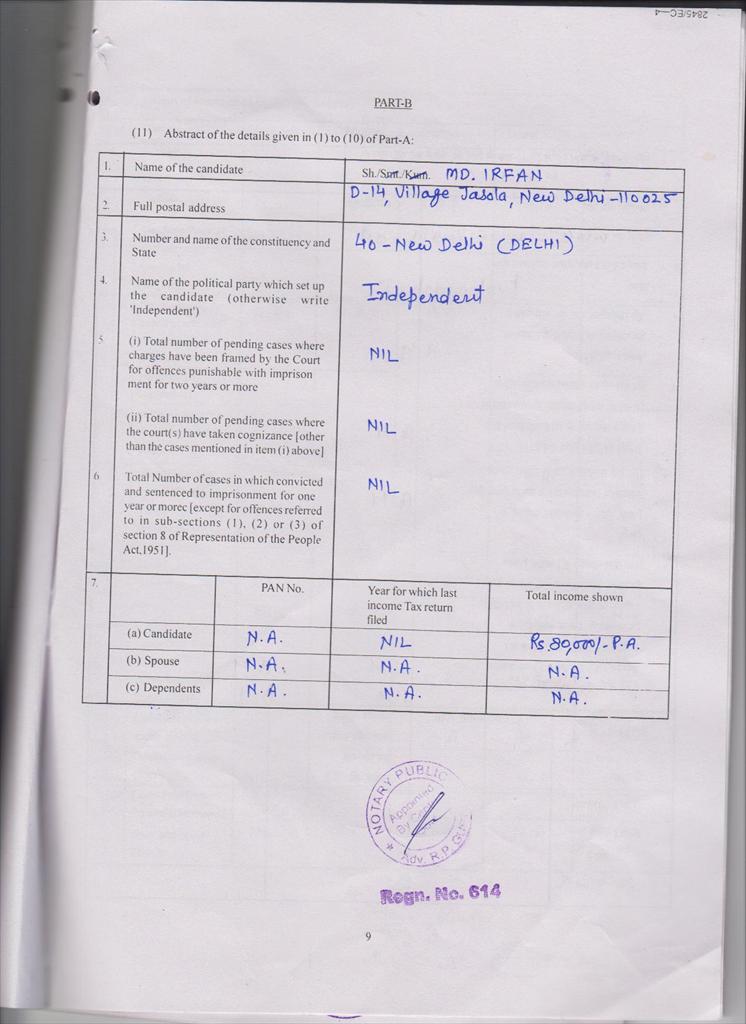 2845/EC-4
PART-B
(11) Abstract of the details given in (1) to (10) of Part-A:
1. Name of the candidate Sh./Smt./Kum. MD. IRFAN
2. Full postal address D-14, Village Jasola, New Delhi-110025
3. Number and name of the constituency and 40 - New Delhi (DELHI)
State
4. Name of the political party which set up Independent
the candidate (otherwise write
'Independent')
5. (i) Total number of pending cases where NIL
charges have been framed by the Court
for offences punishable with imprison
ment for two years or more
(ii) Total number of pending cases where NIL
the court(s) have taken cognizance [other
than the cases mentioned in item (i) above]
6 Total Number of cases in which convicted NIL
and sentenced to imprisonment for one
year or morec [except for offences referred
to in sub-sections (1), (2) or (3) of
section 8 of Representation of the People
Act,1951].
7. PAN No. Year for which last Total income shown
income Tax return
filed
(a) Candidate N.A. NIL Rs.80,000/- P.A.
(b) Spouse N.A. N.A. N.A.
(c) Dependents N.A. N.A. N.A.
NOTARY PUBLIC
Appointed
By
Adv. R.P.
Regn. No. 614
9